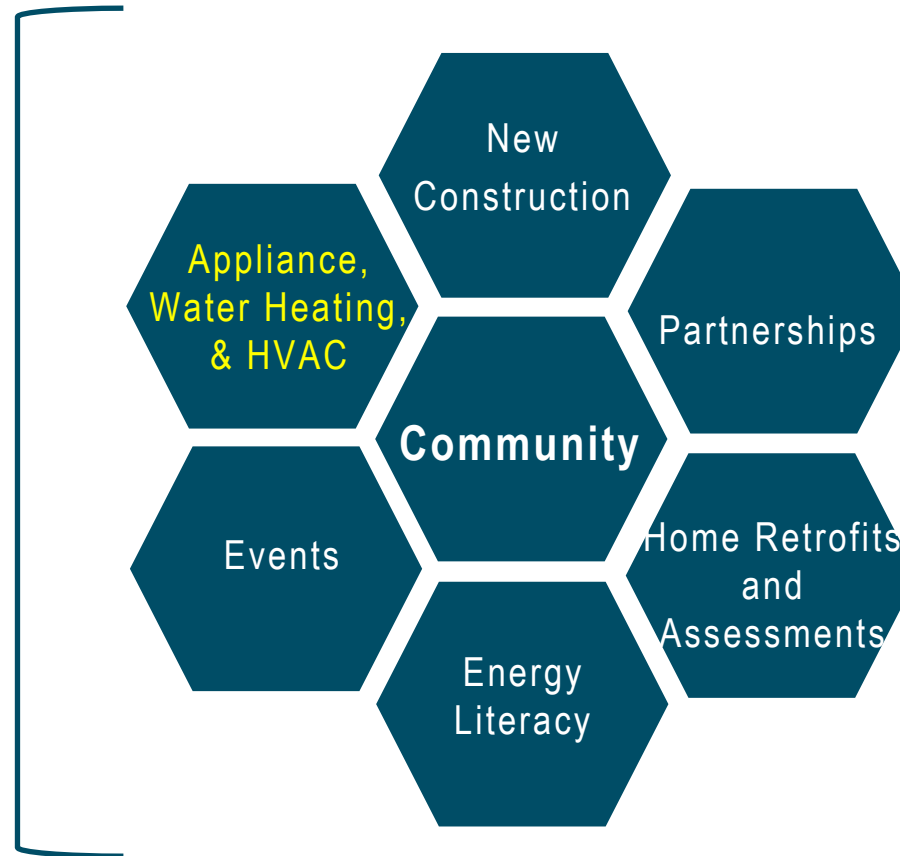 New
Construction
Appliance,
Water Heating,
& HVAC
Partnerships
Community
Events
Home Retrofits
and
Assessments
Energy
Literacy